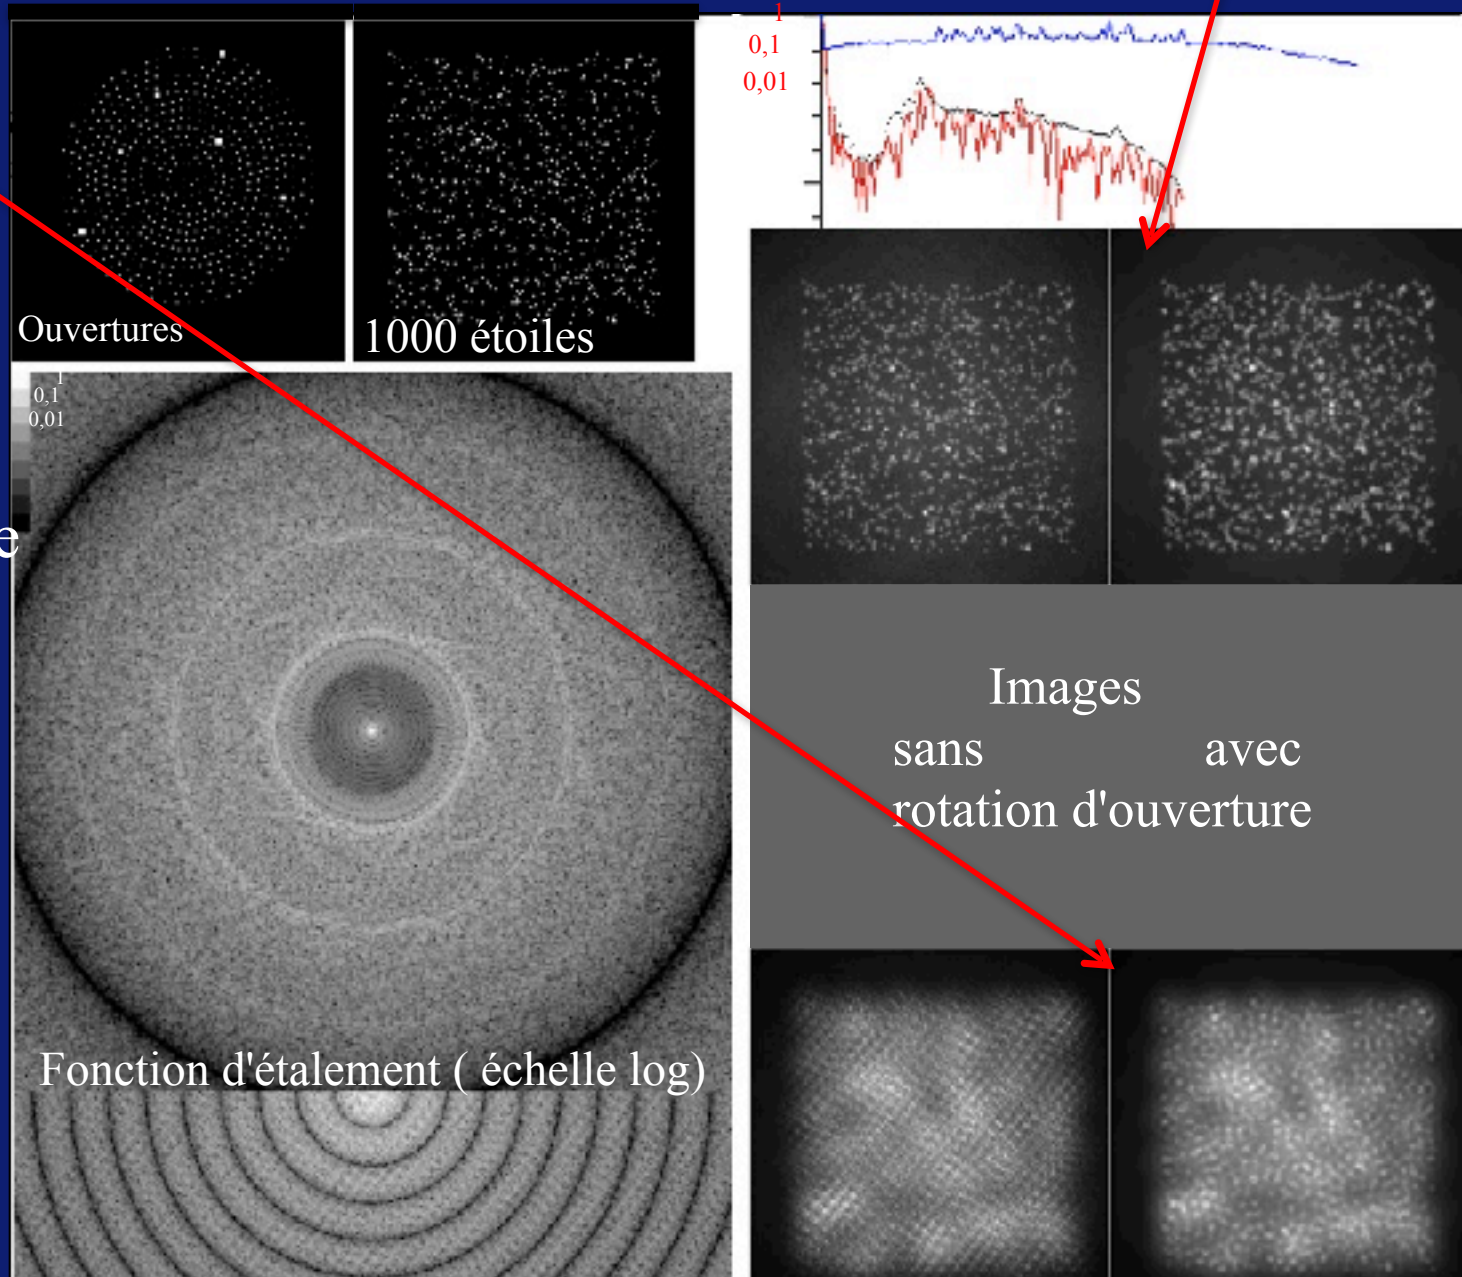 1
0,1
0,01
Ouvertures
1000 étoiles
1
0,1
0,01
e
Images
sans avec
rotation d'ouverture
Fonction d'étalement ( échelle log)